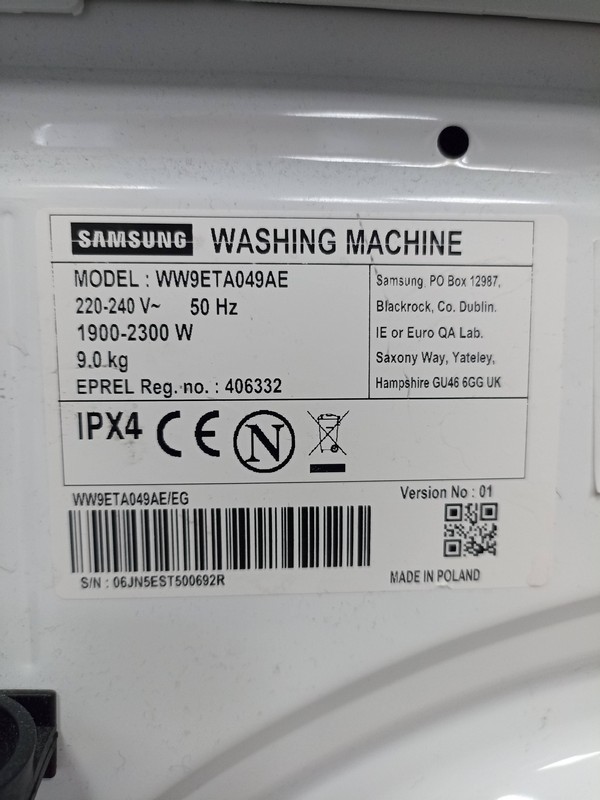 SAMSUNG WASHING MACHINE
MODEL : WW9ETA049AE
220-240 V~ 50 Hz
1900-2300 W
9.0 kg
EPREL Reg. no. : 406332
Samsung, PO Box 12987,
Blackrock, Co. Dublin.
IE or Euro QA Lab.
Saxony Way, Yateley,
Hampshire GU46 6GG UK
IPX4 CE N
WW9ETA049AE/EG
Version No : 01
S/N : 06JN5EST500692R
MADE IN POLAND